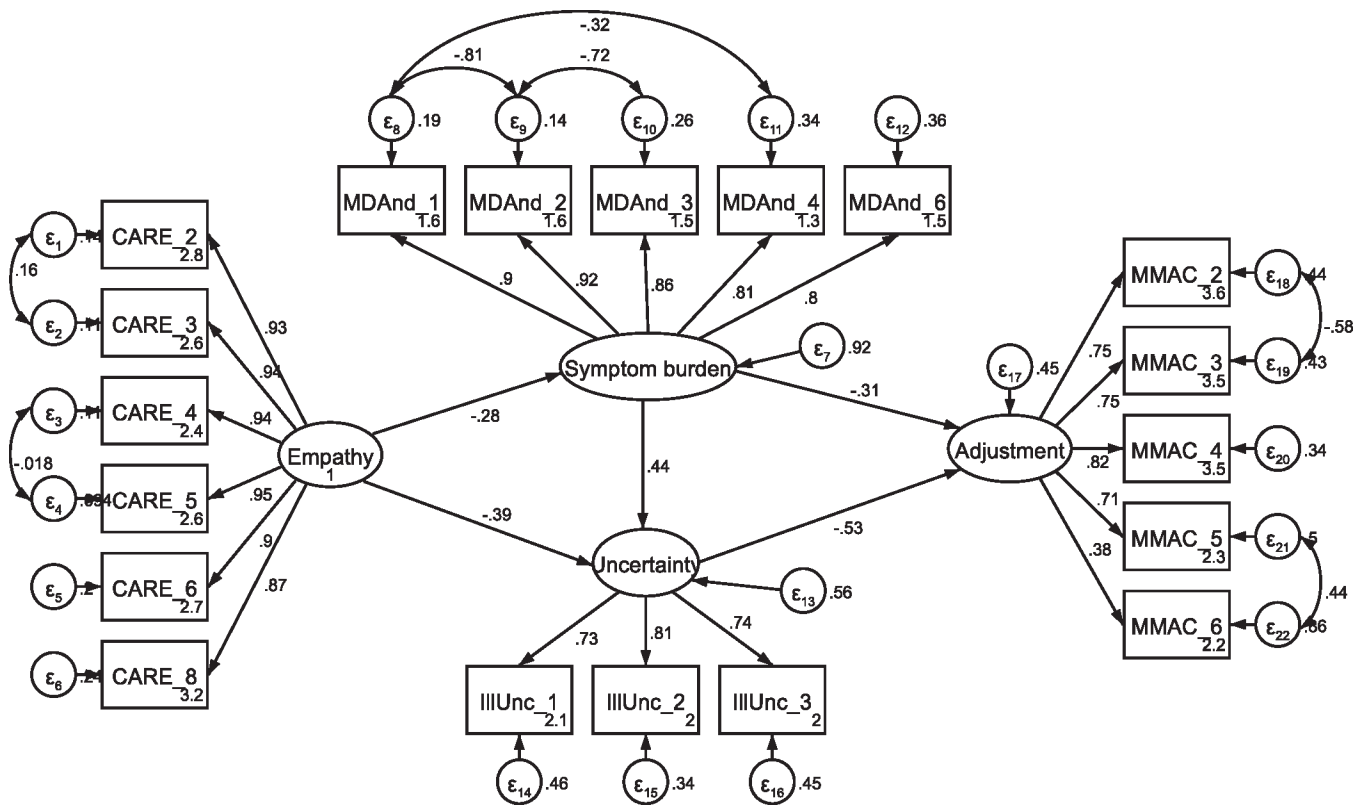 -.32
-.81
-.72
ε8 .19
ε9 .14
ε10 .26
ε11 .34
ε12 .36
MDAnd_1
1.6
MDAnd_2
1.6
MDAnd_3
1.5
MDAnd_4
1.3
MDAnd_6
1.5
.9
.92
.86
.81
.8
ε1
CARE_2
2.8
.16
ε2
CARE_3
2.6
ε3
CARE_4
2.4
-.018
ε4
CARE_5
2.6
ε5 .2
CARE_6
2.7
ε6 .24
CARE_8
3.2
.93
.94
.94
.95
.9
.87
Empathy
1
-.28
-.39
Symptom burden
ε7 .92
.44
-.31
Uncertainty
ε13 .56
-.53
.73
.81
.74
IllUnc_1
2.1
IllUnc_2
2
IllUnc_3
2
ε14 .46
ε15 .34
ε16 .45
ε17 .45
Adjustment
.75
.75
.82
.71
.38
MMAC_2
3.6
ε18 .44
-.58
MMAC_3
3.5
ε19 .43
MMAC_4
3.5
ε20 .34
MMAC_5
2.3
ε21 .5
.44
MMAC_6
2.2
ε22 .86